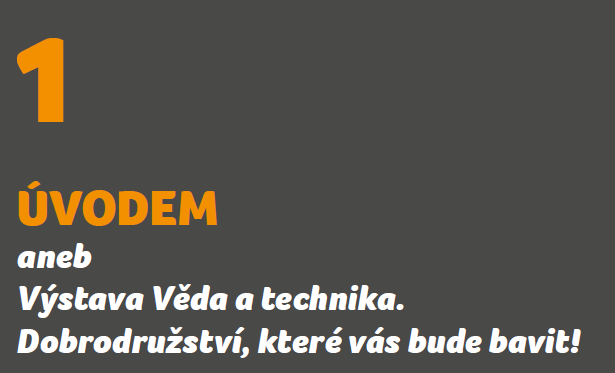 1
ÚVODEM
aneb
Výstava Věda a technika.
Dobrodružství, které vás bude bavit!